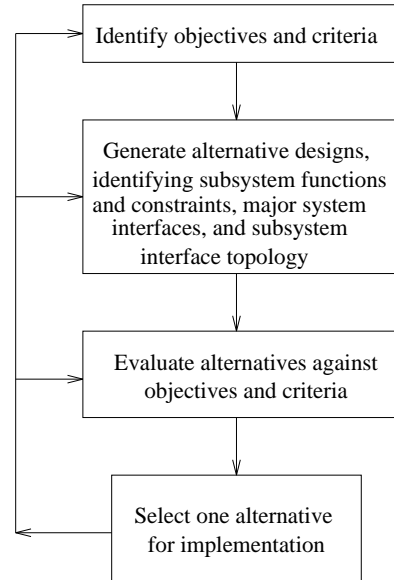 Identify objectives and criteria
Generate alternative designs,
identifying subsystem functions
and constraints, major system
interfaces, and subsystem
interface topology
Evaluate alternatives against
objectives and criteria
Select one alternative
for implementation